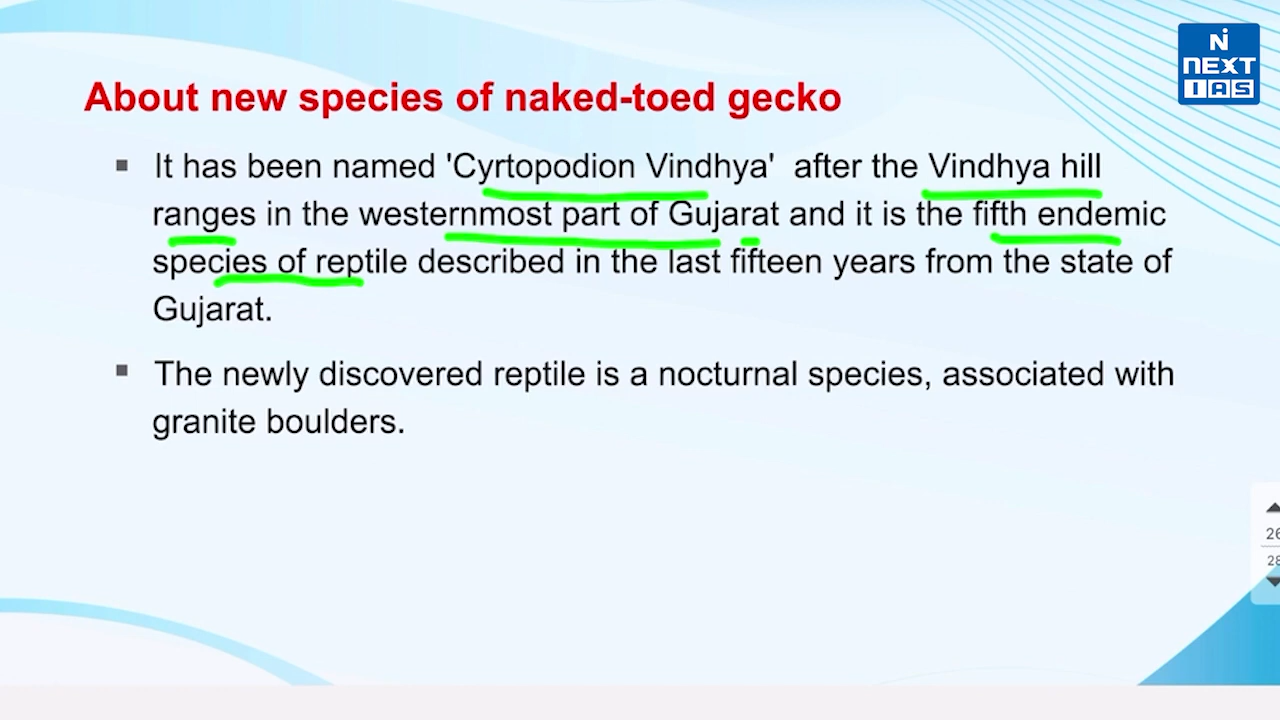 NEXT
IAS
About new species of naked-toed gecko
▪ It has been named 'Cyrtopodion Vindhya' after the Vindhya hill
ranges in the westernmost part of Gujarat and it is the fifth endemic
species of reptile described in the last fifteen years from the state of
Gujarat.
▪ The newly discovered reptile is a nocturnal species, associated with
granite boulders.